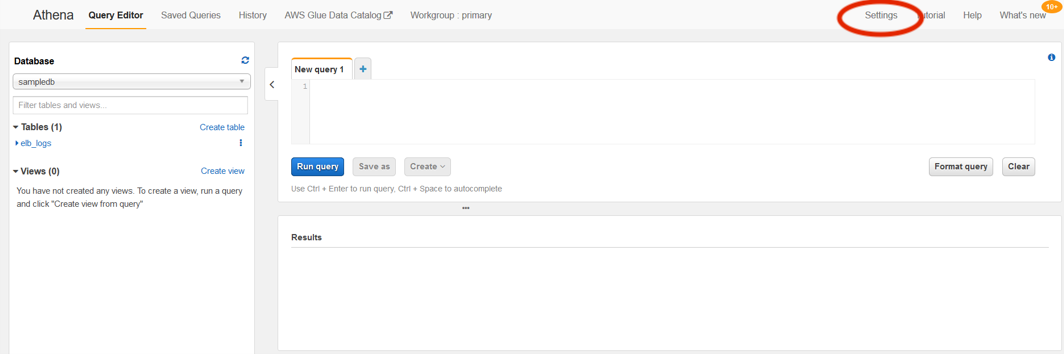 Athena Query Editor Saved Queries History AWS Glue Data Catalog Workgroup : primary Settings Tutorial Help What's new 10+
Database
sampledb
Filter tables and views...
Tables (1) Create table
elb_logs
Views (0) Create view
You have not created any views. To create a view, run a query
and click "Create view from query"
New query 1
1
Run query Save as Create Format query Clear
Use Ctrl + Enter to run query, Ctrl + Space to autocomplete
Results